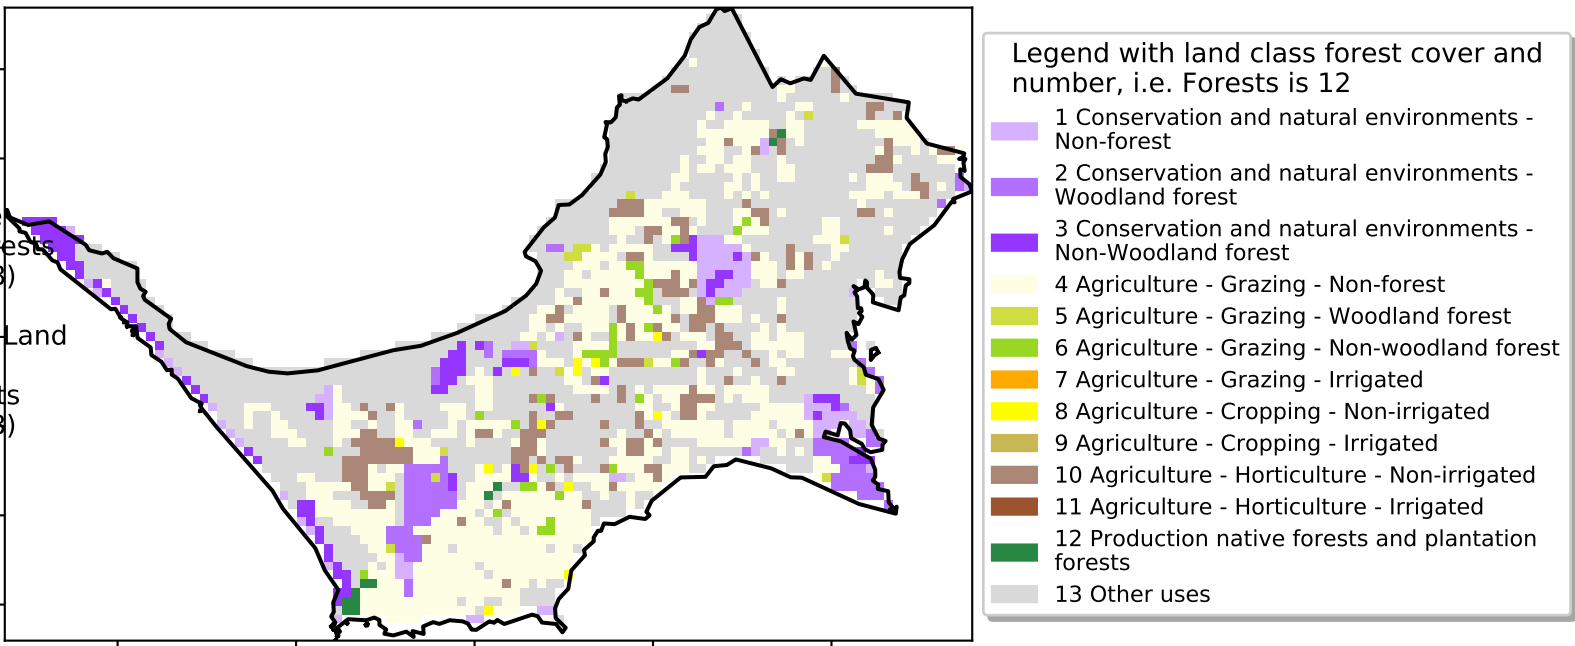 Legend with land class forest cover and
number, i.e. Forests is 12
1 Conservation and natural environments -
Non-forest
2 Conservation and natural environments -
Woodland forest
3 Conservation and natural environments -
Non-Woodland forest
4 Agriculture - Grazing - Non-forest
5 Agriculture - Grazing - Woodland forest
6 Agriculture - Grazing - Non-woodland forest
7 Agriculture - Grazing - Irrigated
8 Agriculture - Cropping - Non-irrigated
9 Agriculture - Cropping - Irrigated
10 Agriculture - Horticulture - Non-irrigated
11 Agriculture - Horticulture - Irrigated
12 Production native forests and plantation
forests
13 Other uses
ests
)
Land
ts
)